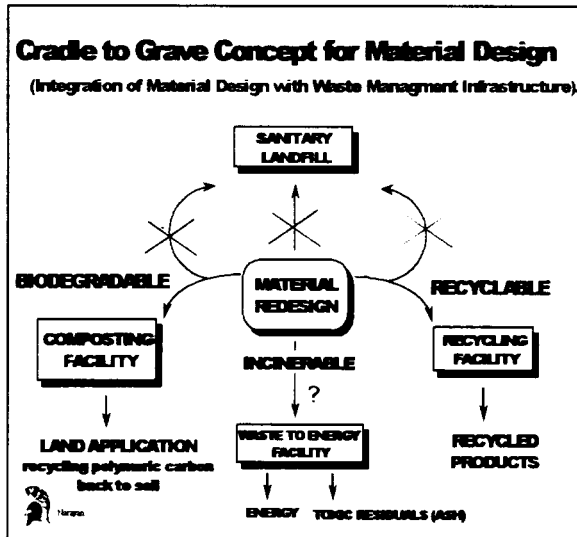 Cradle to Grave Concept for Material Design
(Integration of Material Design with Waste Managment Infrastructure).
SANITARY
LANDFILL
BIODEGRADABLE
MATERIAL
REDESIGN
RECYCLABLE
COMPOSTING
FACILITY
INCINERABLE
RECYCLING
FACILITY
?
LAND APPLICATION
recycling polymeric carbon
back to soil
WASTE TO ENERGY
FACILITY
RECYCLED
PRODUCTS
Narayan
ENERGY
TOXIC RESIDUALS (ASH)